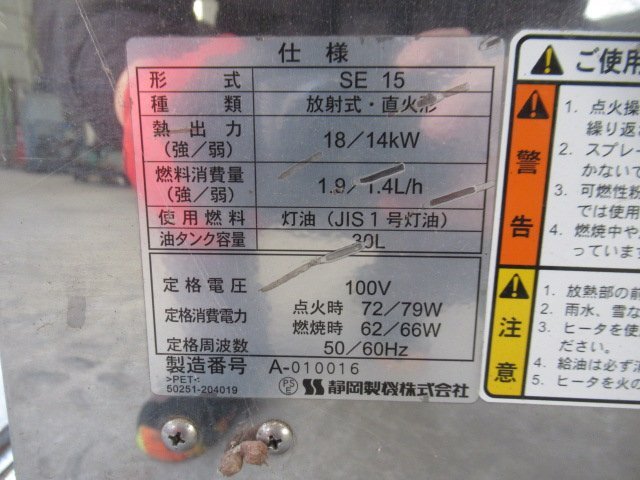 仕様
形式 SE 15
種類 放射式・直火形
熱出力 (強/弱) 18/14kW
燃料消費量 (強/弱) 1.9/1.4L/h
使用燃料 灯油 (JIS 1号灯油)
油タンク容量 30L
定格電圧 100V
定格消費電力 点火時 72/79W
燃焼時 62/66W
定格周波数 50/60Hz
製造番号 A-010016
>PET<
50251-204019
PSE 静岡製機株式会社
ご使用
警告
1. 点火操
繰り返
2. スプレー
かないで
3. 可燃性粉
では使用
4. 燃焼中や
っています
注意
1. 放熱部の前
2. 雨水、雪な
3. ヒータを使
ださい。
4. 給油は必ず消
5. ヒータを火の